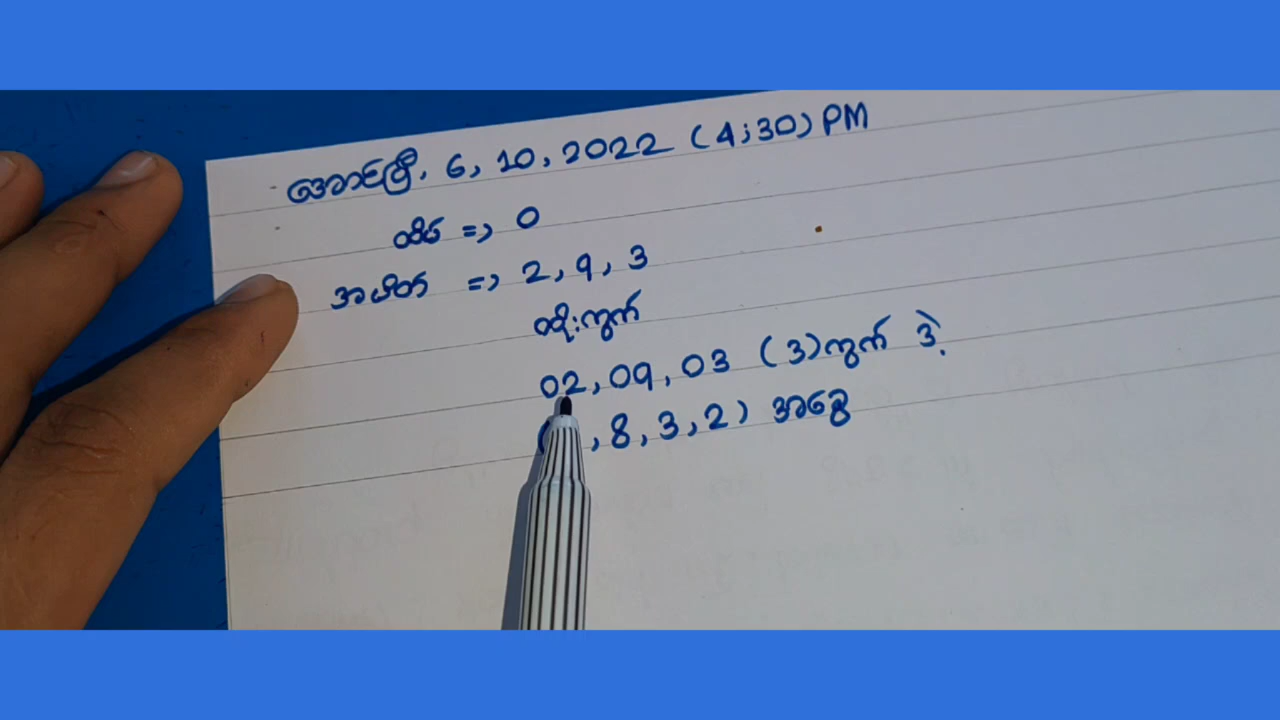 အောင်ဗြီ. 6, 10, 2022 (4;30) PM
ထိပ် => 0
အပိတ် => 2, 9, 3
ထိုးကွက်
02, 09, 03 (3)ကွက် ဒဲ့
, 8, 3, 2) အခွေ